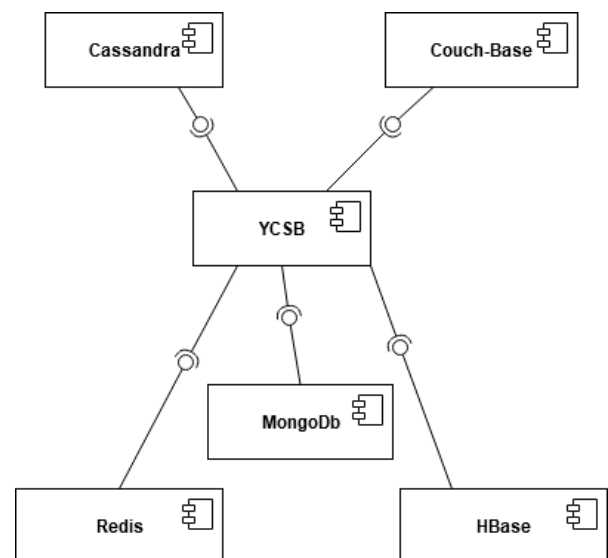 Cassandra
Couch-Base
YCSB
MongoDb
Redis
HBase